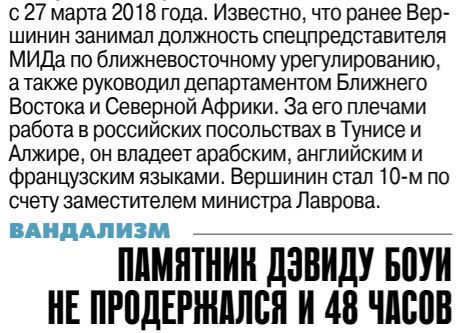 с 27 марта 2018 года. Известно, что ранее Вер-
шинин занимал должность спецпредставителя
МИДа по ближневосточному урегулированию,
а также руководил департаментом Ближнего
Востока и Северной Африки. За его плечами
работа в российских посольствах в Тунисе и
Алжире, он владеет арабским, английским и
французским языками. Вершинин стал 10-м по
счету заместителем министра Лаврова.
ВАНДАЛИЗМ
ПАМЯТНИК ДЭВИДУ БОУИ
НЕ ПРОДЕРЖАЛСЯ И 48 ЧАСОВ